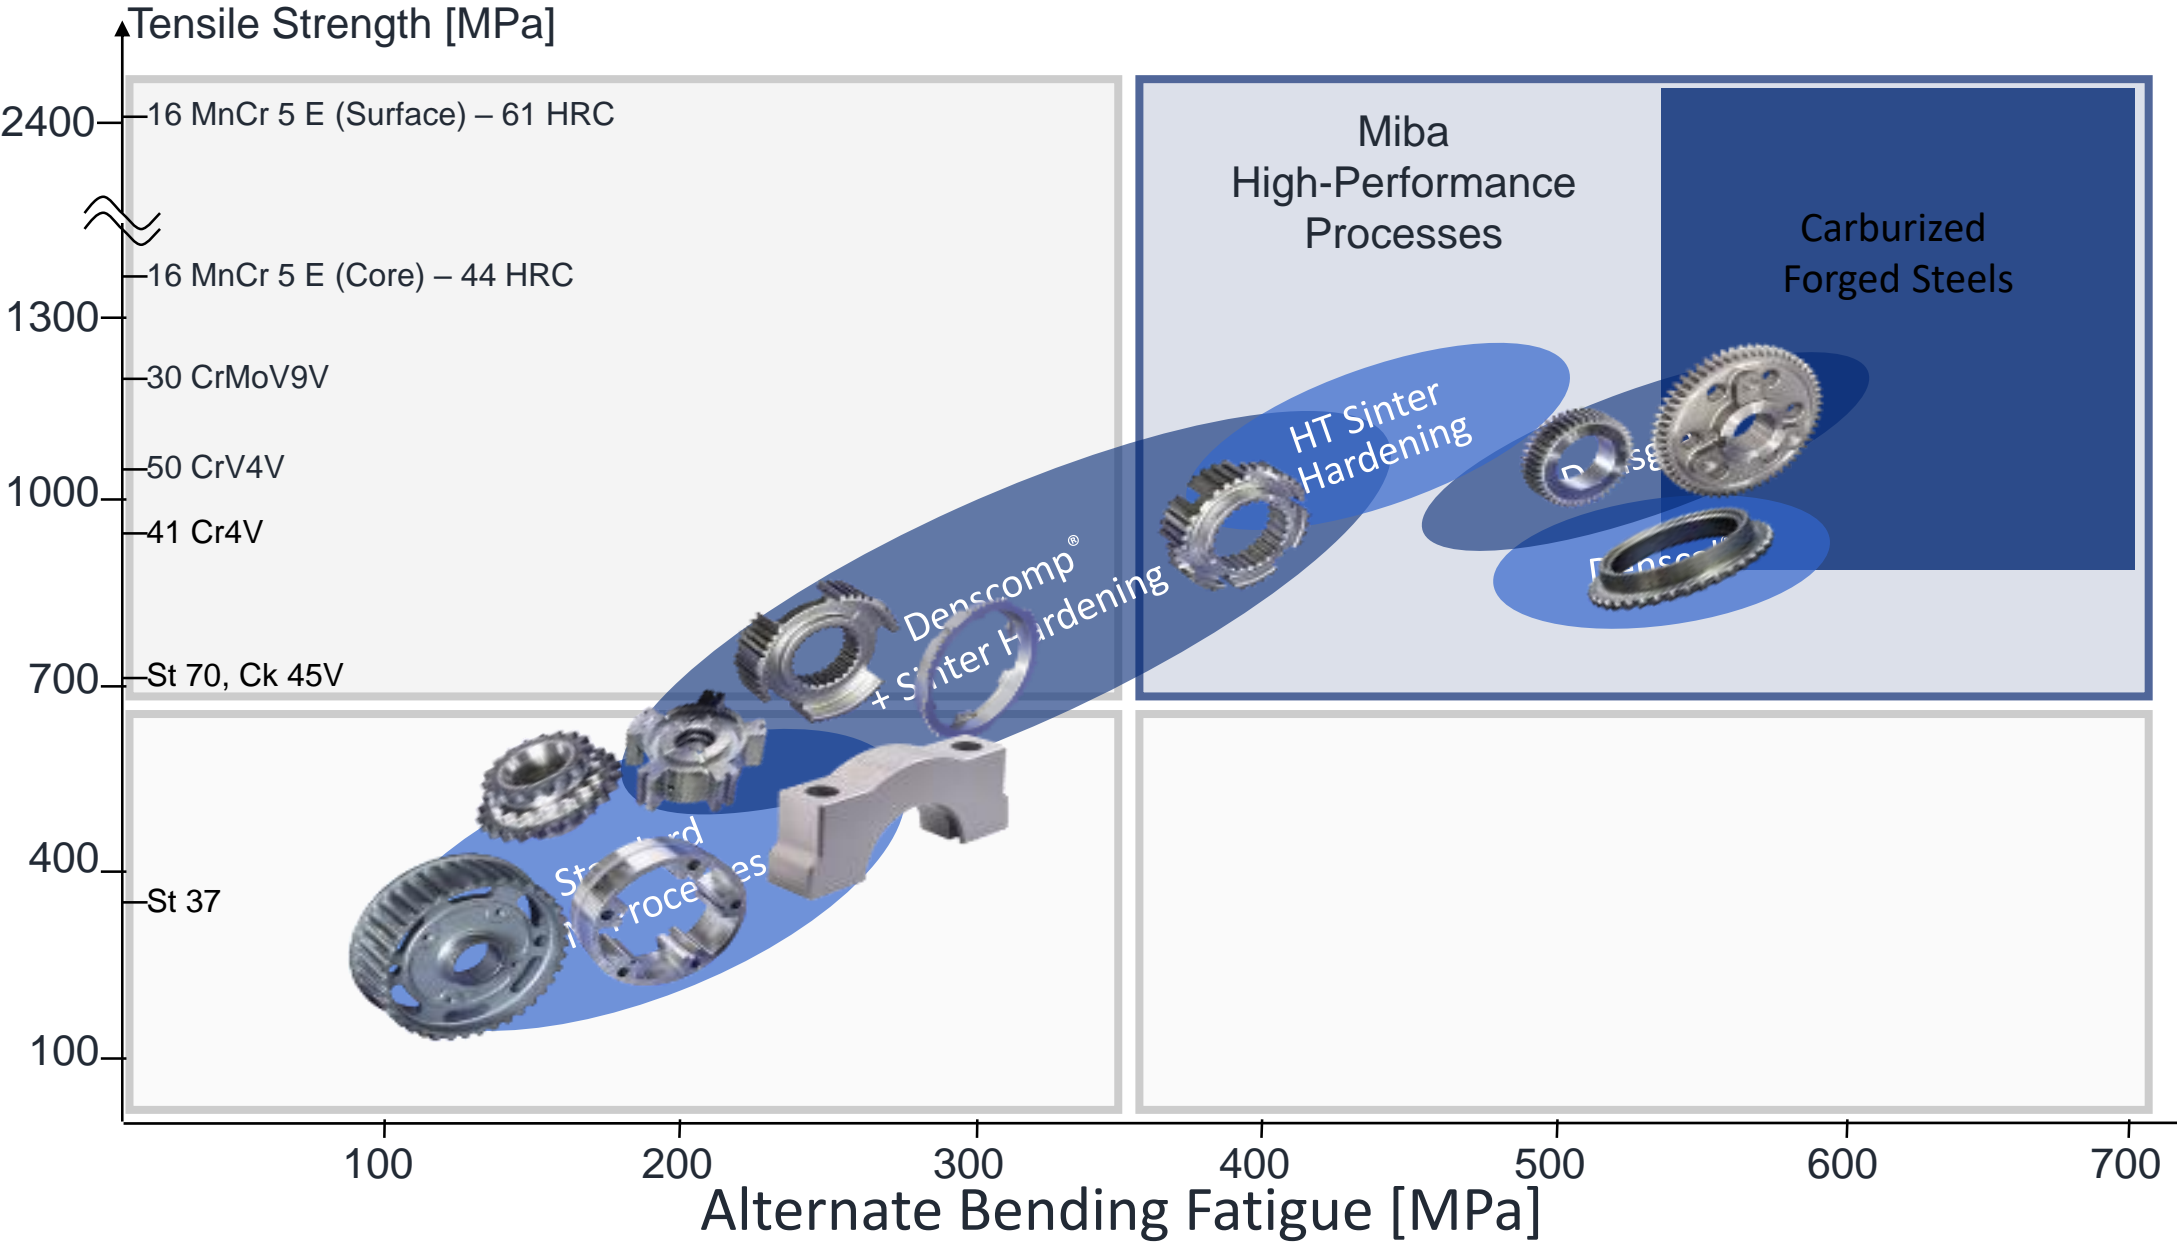 Tensile Strength [MPa]
2400
16 MnCr 5 E (Surface) – 61 HRC
16 MnCr 5 E (Core) – 44 HRC
1300
30 CrMoV9V
50 CrV4V
1000
41 Cr4V
700
St 70, Ck 45V
400
St 37
100
Miba
High-Performance
Processes
Carburized
Forged Steels
HT Sinter
Hardening
Denscomp®
+ Sinter Hardening
100 200 300 400 500 600 700
Alternate Bending Fatigue [MPa]